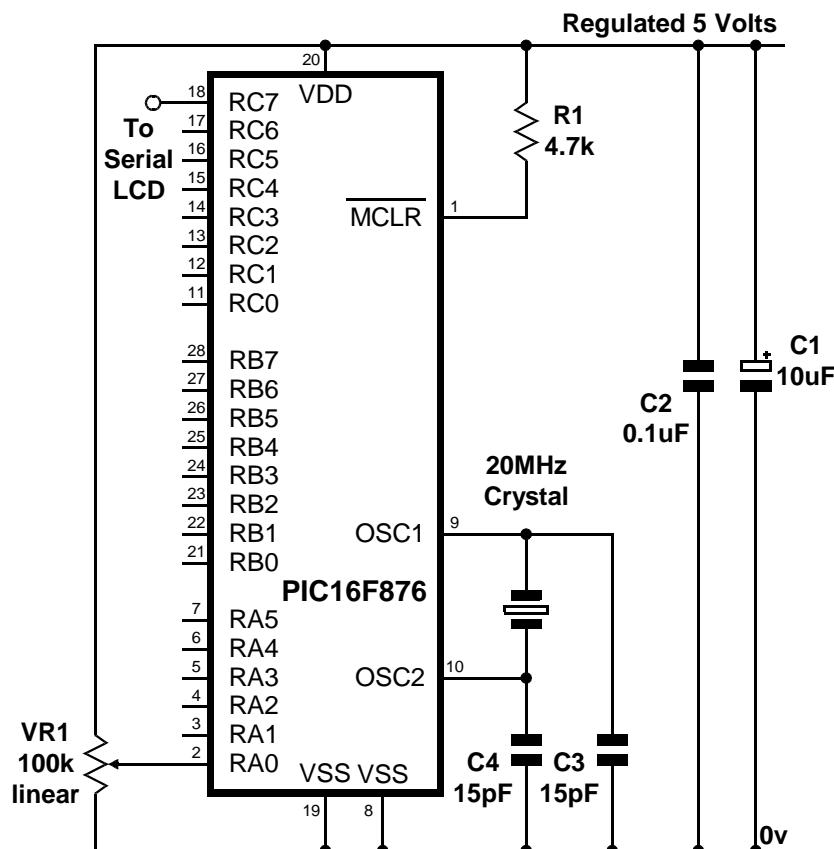 Regulated 5 Volts
20
VDD
18 RC7
17 RC6
16 RC5
15 RC4
14 RC3
13 RC2
12 RC1
11 RC0
To
Serial
LCD
R1
4.7k
MCLR 1
28 RB7
27 RB6
26 RB5
25 RB4
24 RB3
23 RB2
22 RB1
21 RB0
C1
+
10uF
C2
0.1uF
20MHz
Crystal
OSC1 9
PIC16F876
7 RA5
6 RA4
5 RA3
4 RA2
3 RA1
2 RA0
OSC2 10
VR1
100k
linear
C4
15pF
C3
15pF
VSS VSS
19 8
0v